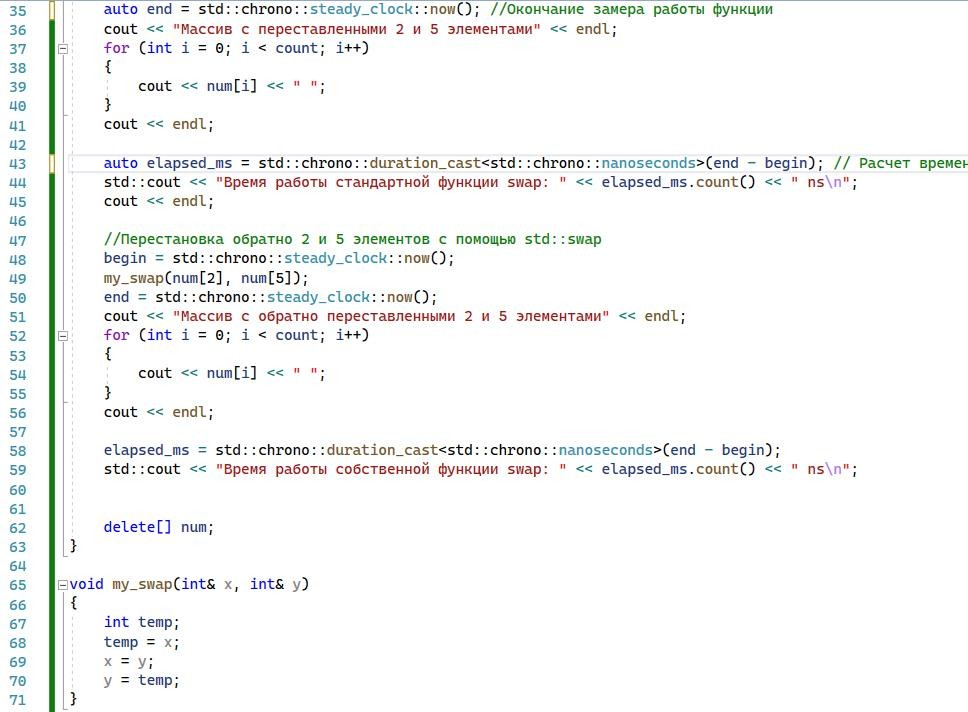 35 auto end = std::chrono::steady_clock::now(); //Окончание замера работы функции
36 cout << "Массив с переставленными 2 и 5 элементами" << endl;
37 for (int i = 0; i < count; i++)
38 {
39 cout << num[i] << " ";
40 }
41 cout << endl;
42
43 auto elapsed_ms = std::chrono::duration_cast<std::chrono::nanoseconds>(end - begin); // Расчет времен
44 std::cout << "Время работы стандартной функции swap: " << elapsed_ms.count() << " ns\n";
45 cout << endl;
46
47 //Перестановка обратно 2 и 5 элементов с помощью std::swap
48 begin = std::chrono::steady_clock::now();
49 my_swap(num[2], num[5]);
50 end = std::chrono::steady_clock::now();
51 cout << "Массив с обратно переставленными 2 и 5 элементами" << endl;
52 for (int i = 0; i < count; i++)
53 {
54 cout << num[i] << " ";
55 }
56 cout << endl;
57
58 elapsed_ms = std::chrono::duration_cast<std::chrono::nanoseconds>(end - begin);
59 std::cout << "Время работы собственной функции swap: " << elapsed_ms.count() << " ns\n";
60
61
62 delete[] num;
63 }
64
65 void my_swap(int& x, int& y)
66 {
67 int temp;
68 temp = x;
69 x = y;
70 y = temp;
71 }